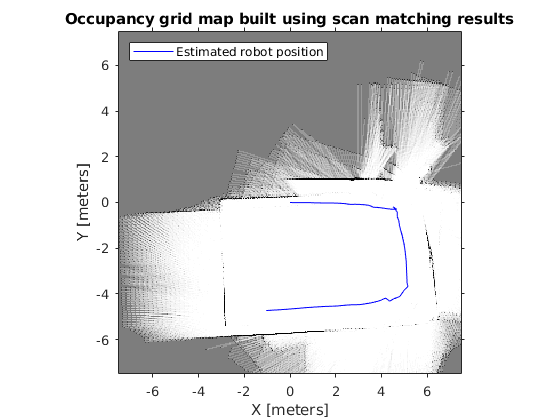 Occupancy grid map built using scan matching results
Estimated robot position
6
4
2
0
-2
-4
-6
Y [meters]
-6 -4 -2 0 2 4 6
X [meters]